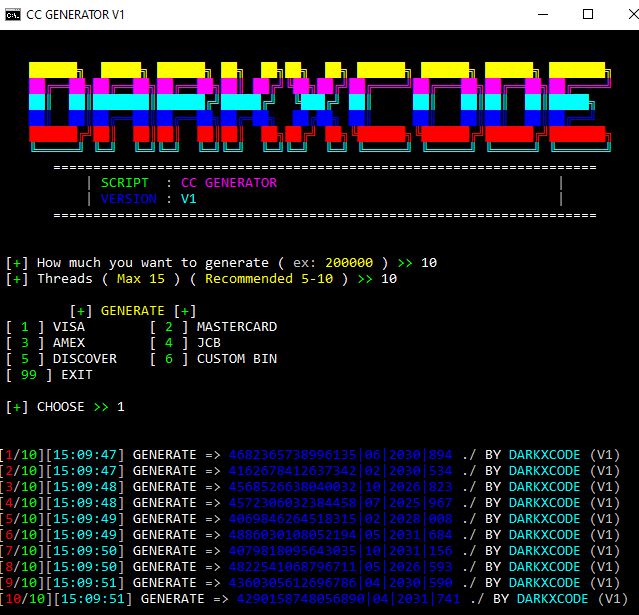 CC GENERATOR V1
DARKXCODE
| SCRIPT : CC GENERATOR |
| VERSION : V1 |
[+] How much you want to generate ( ex: 200000 ) >> 10
[+] Threads ( Max 15 ) ( Recommended 5-10 ) >> 10
[+] GENERATE [+]
[ 1 ] VISA [ 2 ] MASTERCARD
[ 3 ] AMEX [ 4 ] JCB
[ 5 ] DISCOVER [ 6 ] CUSTOM BIN
[ 99 ] EXIT
[+] CHOOSE >> 1
[1/10][15:09:47] GENERATE => 4682365738996135|06|2030|894 ./ BY DARKXCODE (V1)
[2/10][15:09:47] GENERATE => 4162678412637342|02|2030|534 ./ BY DARKXCODE (V1)
[3/10][15:09:48] GENERATE => 4568526638040032|10|2026|823 ./ BY DARKXCODE (V1)
[4/10][15:09:48] GENERATE => 4572306032384458|07|2025|967 ./ BY DARKXCODE (V1)
[5/10][15:09:49] GENERATE => 4069846264518315|02|2028|008 ./ BY DARKXCODE (V1)
[6/10][15:09:49] GENERATE => 4886030108052194|05|2031|684 ./ BY DARKXCODE (V1)
[7/10][15:09:50] GENERATE => 4079818095643035|10|2031|156 ./ BY DARKXCODE (V1)
[8/10][15:09:50] GENERATE => 4822541068796711|05|2026|533 ./ BY DARKXCODE (V1)
[9/10][15:09:51] GENERATE => 4360305612696786|04|2030|590 ./ BY DARKXCODE (V1)
[10/10][15:09:51] GENERATE => 4290158748056890|04|2031|741 ./ BY DARKXCODE (V1)